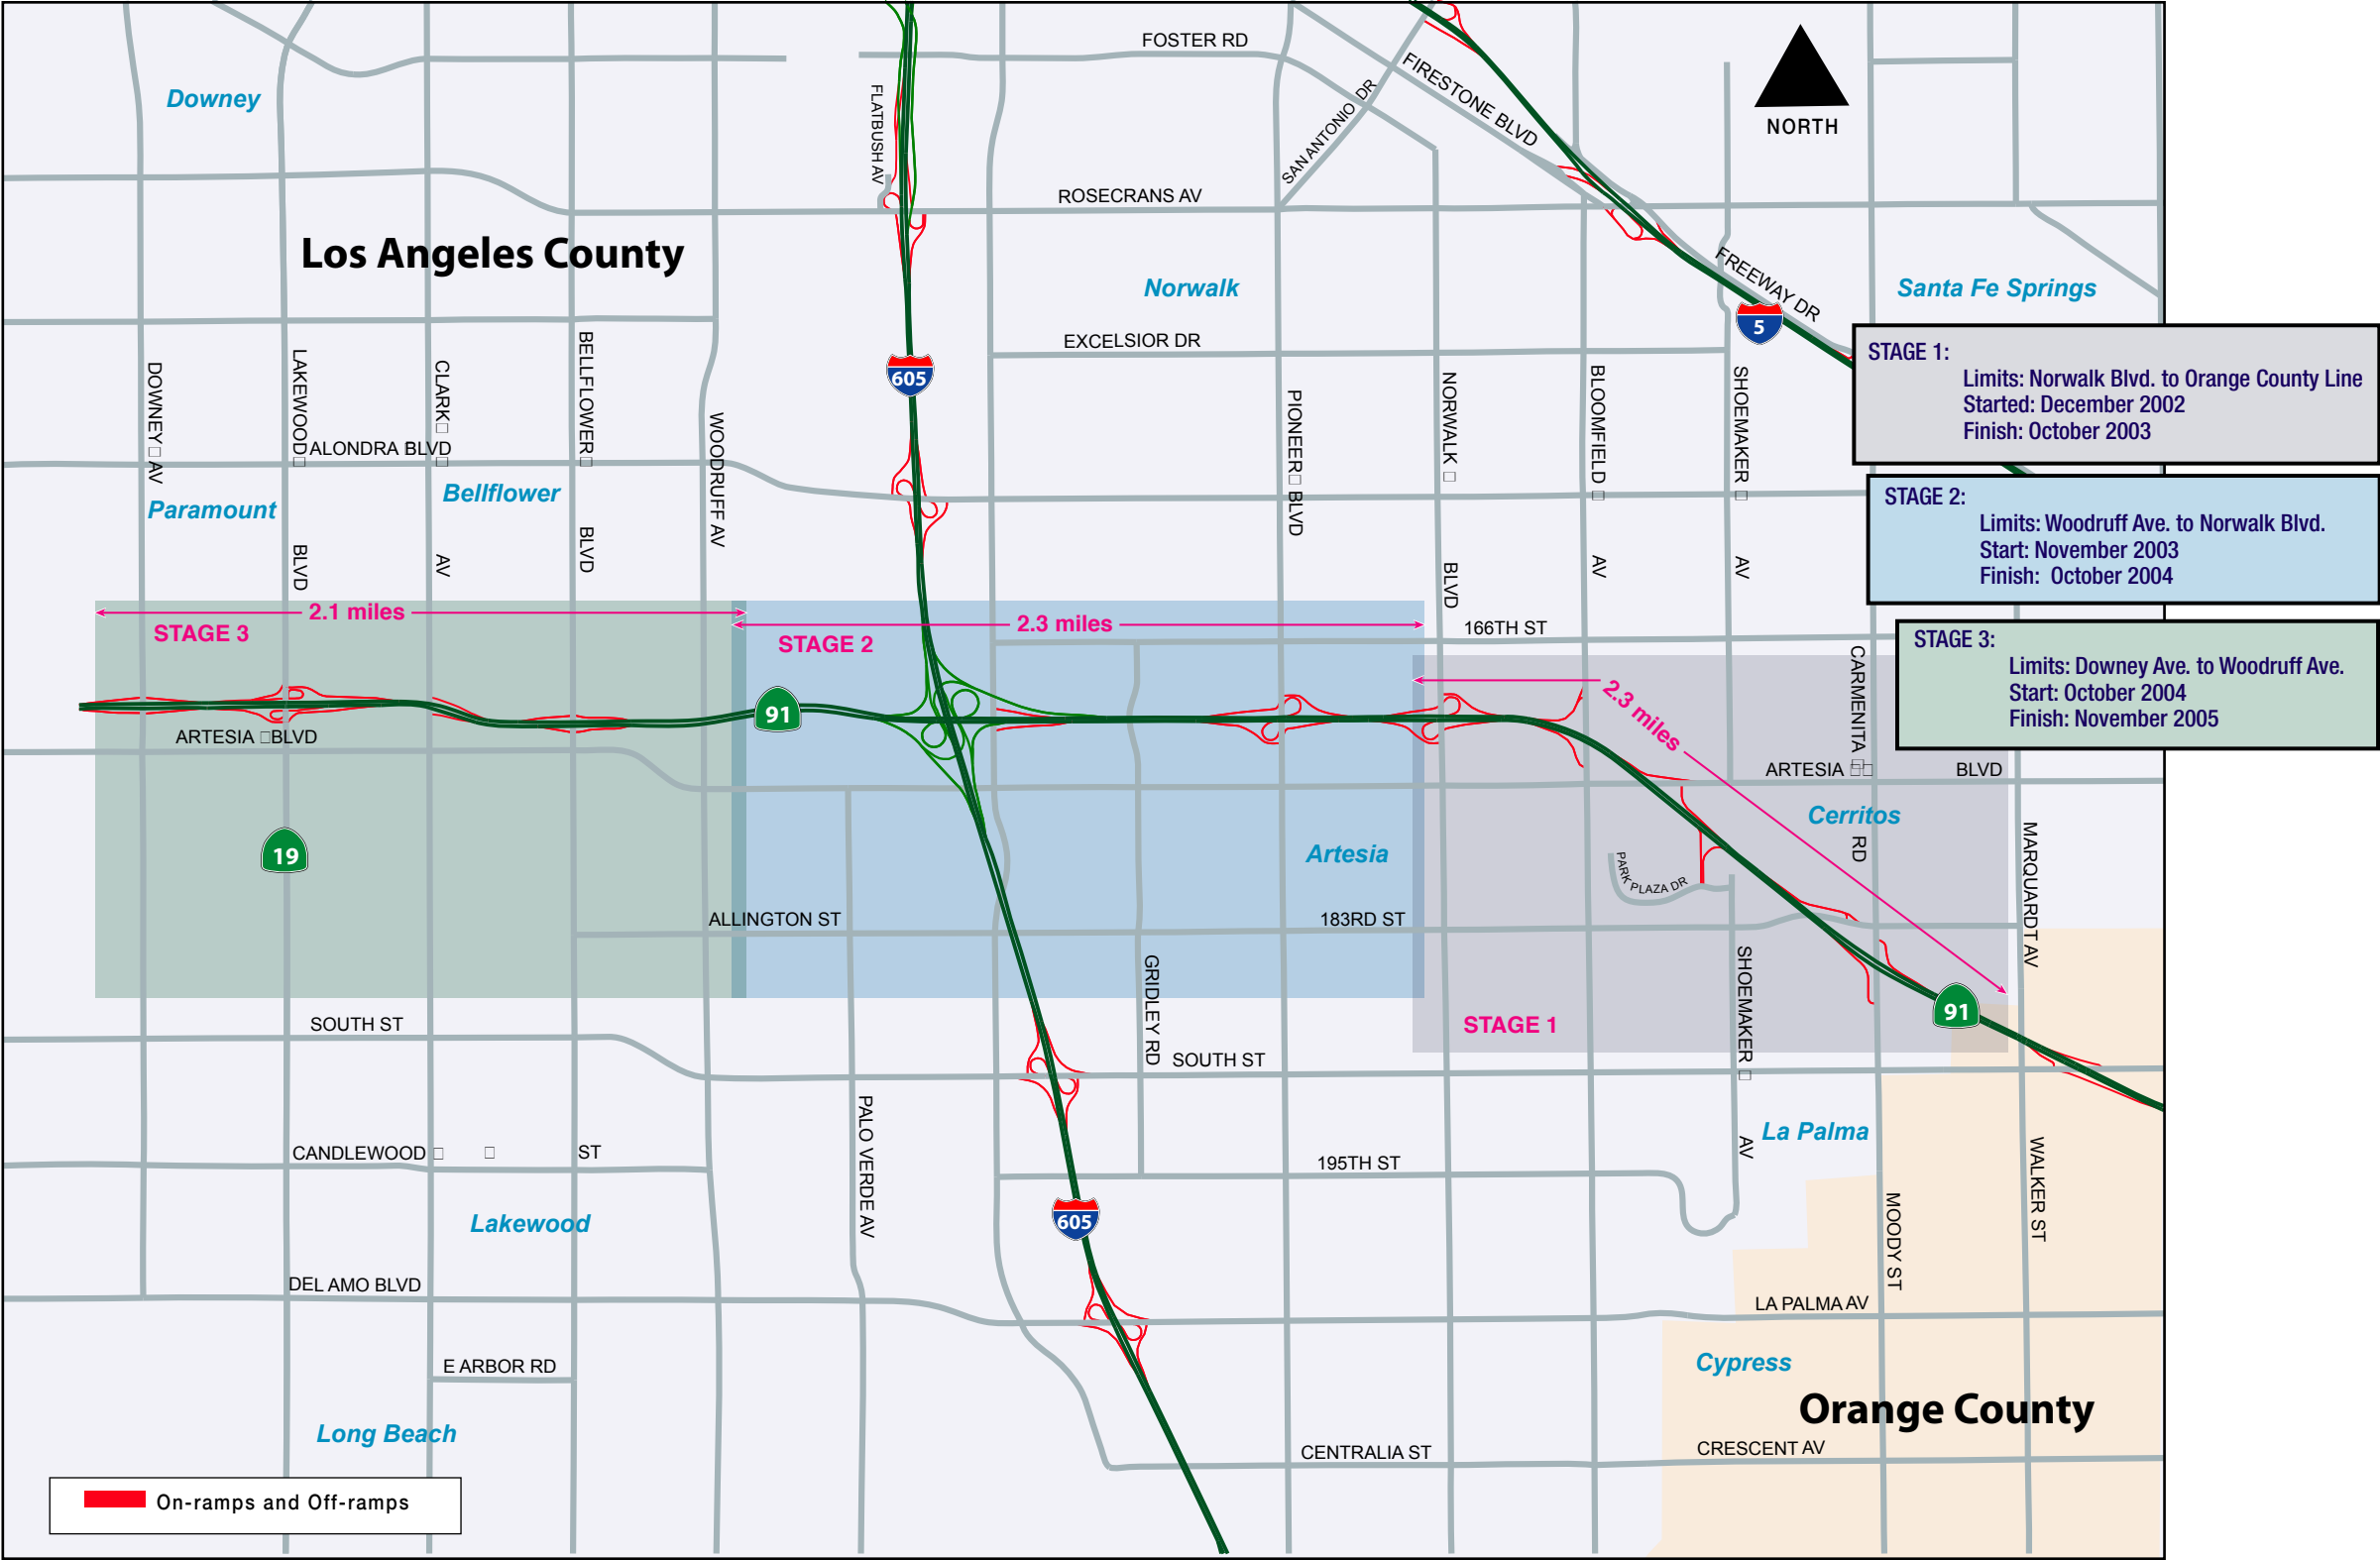 FOSTER RD
FIRESTONE BLVD
SAN ANTONIO DR
FLATBUSH AV
Downey
NORTH
ROSECRANS AV
Los Angeles County
Norwalk
FREEWAY DR
Santa Fe Springs
5
EXCELSIOR DR
605
STAGE 1:
Limits: Norwalk Blvd. to Orange County Line
Started: December 2002
Finish: October 2003
DOWNEY AV
LAKEWOOD BLVD
CLARK AV
BELLFLOWER BLVD
WOODRUFF AV
PIONEER BLVD
NORWALK BLVD
BLOOMFIELD AV
SHOEMAKER AV
ALONDRA BLVD
Paramount
Bellflower
STAGE 2:
Limits: Woodruff Ave. to Norwalk Blvd.
Start: November 2003
Finish: October 2004
2.1 miles
STAGE 3
2.3 miles
STAGE 2
166TH ST
STAGE 3:
Limits: Downey Ave. to Woodruff Ave.
Start: October 2004
Finish: November 2005
2.3 miles
CARMENITA RD
91
ARTESIA BLVD
ARTESIA BLVD
Cerritos
19
Artesia
PARK PLAZA DR
MARQUARDT AV
ALLINGTON ST
183RD ST
GRIDLEY RD
SHOEMAKER AV
91
SOUTH ST
STAGE 1
SOUTH ST
PALO VERDE AV
La Palma
CANDLEWOOD ST
195TH ST
WALKER ST
MOODY ST
Lakewood
605
DEL AMO BLVD
LA PALMA AV
E ARBOR RD
Cypress
Orange County
Long Beach
CENTRALIA ST
CRESCENT AV
On-ramps and Off-ramps